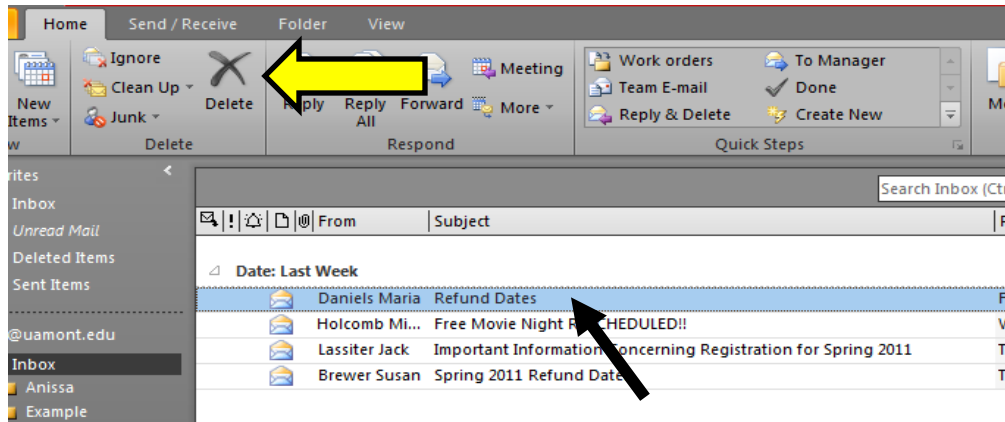 Home Send / Receive Folder View
Ignore
Clean Up
Junk
New Items
Delete
Reply
Reply All
Forward
Meeting
More
Work orders
Team E-mail
Reply & Delete
To Manager
Done
Create New
Delete Respond Quick Steps
Inbox
Unread Mail
Deleted Items
Sent Items
@uamont.edu
Inbox
Anissa
Example
Search Inbox
! From Subject
Date: Last Week
Daniels Maria Refund Dates
Holcomb Mi... Free Movie Night
Lassiter Jack Important Information Concerning Registration for Spring 2011
Brewer Susan Spring 2011 Refund Dates